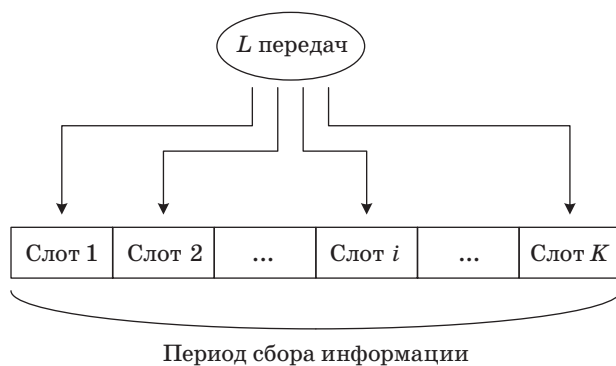 L передач
Слот 1 Слот 2 ... Слот i ... Слот K
Период сбора информации